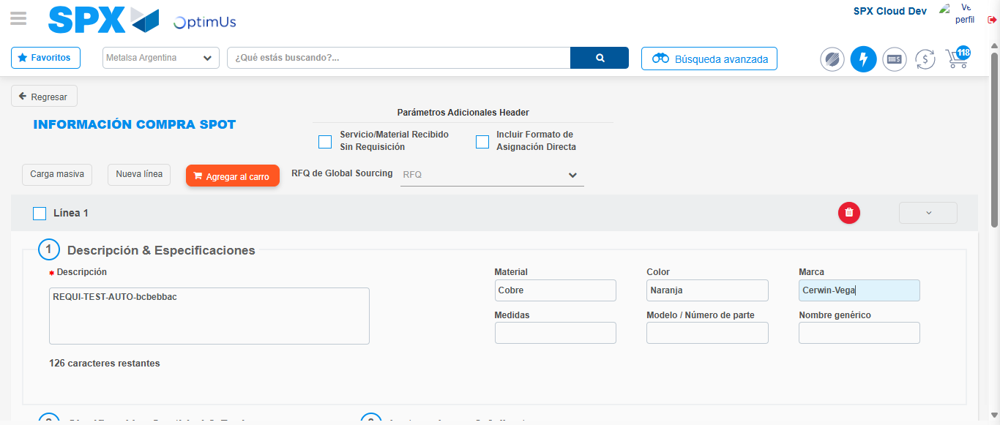 SPX
OptimUs
SPX Cloud Dev
perfil
Favoritos
Metalsa Argentina
¿Qué estás buscando?...
Búsqueda avanzada
118
Regresar
INFORMACIÓN COMPRA SPOT
Parámetros Adicionales Header
Servicio/Material Recibido
Sin Requisición
Incluir Formato de
Asignación Directa
Carga masiva
Nueva línea
Agregar al carro
RFQ de Global Sourcing
RFQ
Línea 1
1
Descripción & Especificaciones
* Descripción
REQUI-TEST-AUTO-bcbebbac
126 caracteres restantes
Material
Cobre
Color
Naranja
Marca
Cerwin-Vega
Medidas
Modelo / Número de parte
Nombre genérico